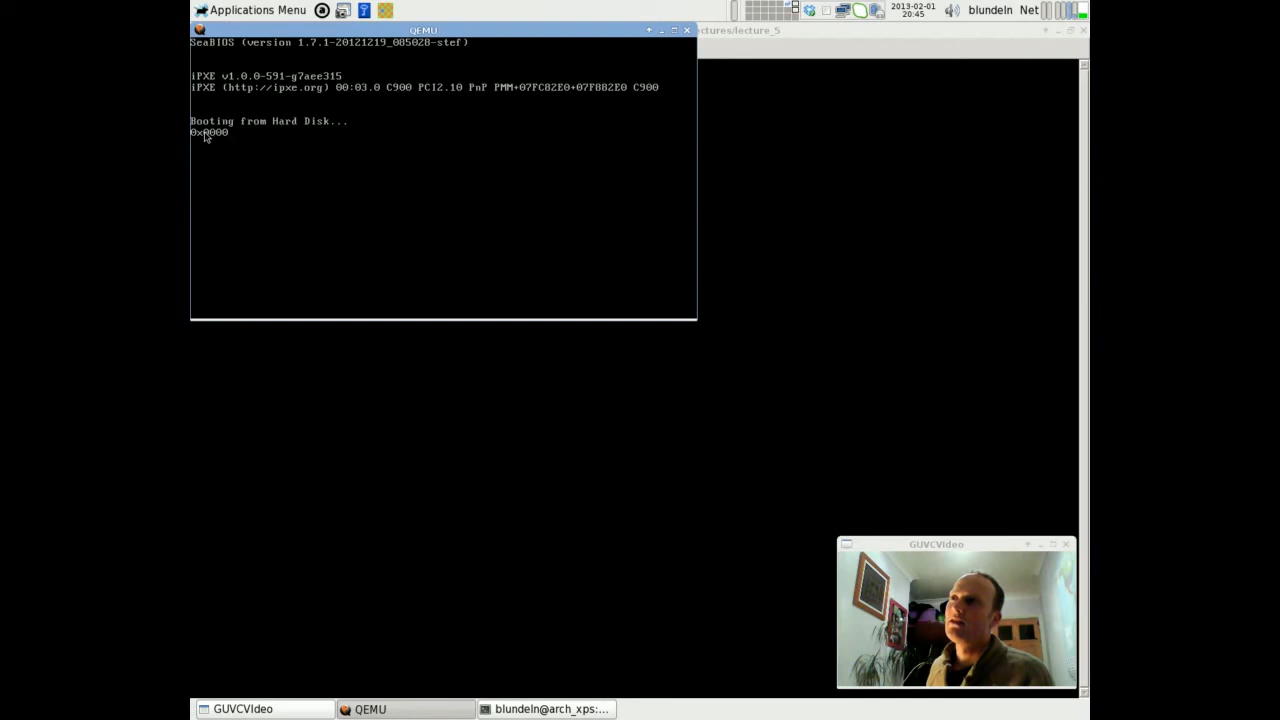 Applications Menu
2013-02-01
20:45
blundeln
Net
QEMU
ctures/lecture_5
SeaBIOS (version 1.7.1-20121219_085028-stef)
iPXE v1.0.0-591-g7aee315
iPXE (http://ipxe.org) 00:03.0 C900 PCI2.10 PnP PMM+07FC82E0+07F882E0 C900
Booting from Hard Disk...
0x0000
GUVCVideo
GUVCVIdeo
QEMU
blundeln@arch_xps:...